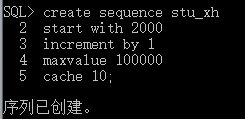 SQL> create sequence stu_xh
2 start with 2000
3 increment by 1
4 maxvalue 100000
5 cache 10;
序列已创建。